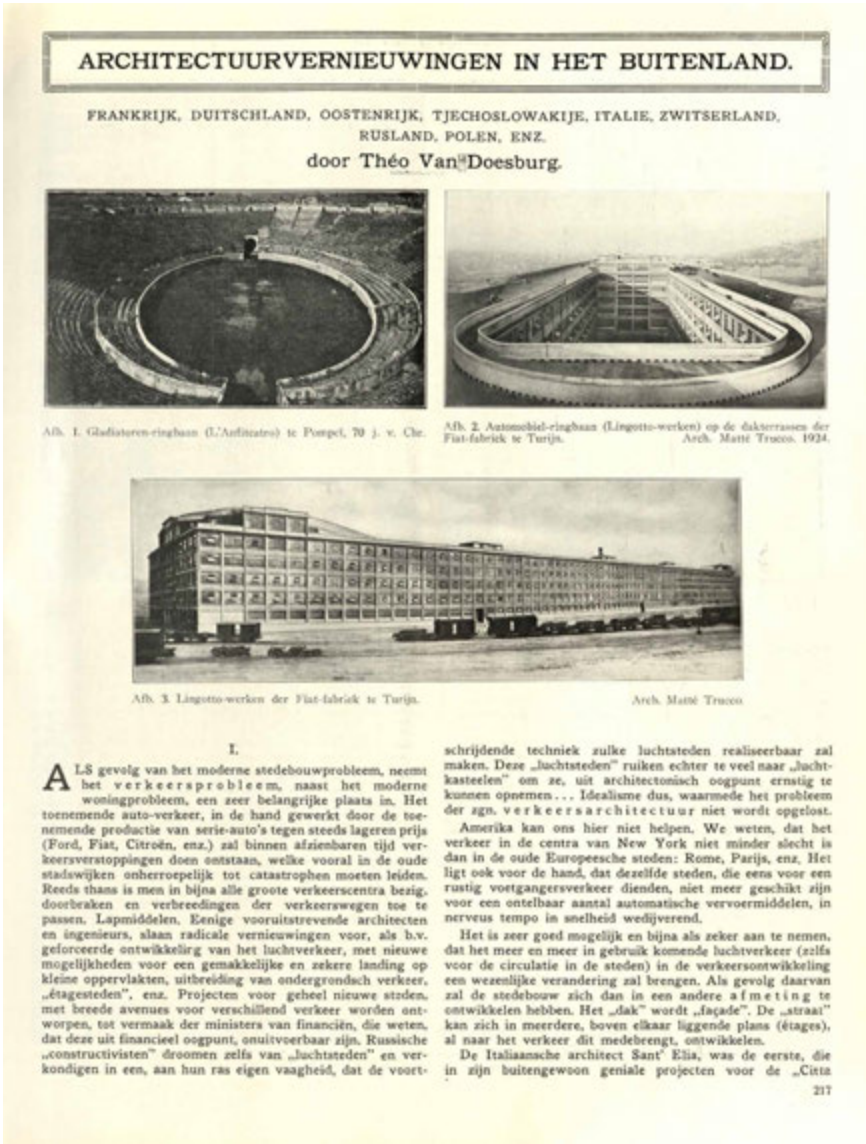 ARCHITECTUURVERNIEUWINGEN IN HET BUITENLAND.
FRANKRIJK, DUITSCHLAND, OOSTENRIJK, TJECHOSLOWAKIJE, ITALIE, ZWITSERLAND,
RUSLAND, POLEN, ENZ.
door Théo Van Doesburg.
Afb. 1. Gladiatoren-ringbaan (L'Anfiteatro) te Pompeï, 70 j. v. Chr.
Afb. 2. Automobiel-ringbaan (Lingotto-werken) op de dakterrassen der
Fiat-fabriek te Turijn. Arch. Matté Trucco. 1924.
Afb. 3. Lingotto-werken der Fiat-fabriek te Turijn. Arch. Matté Trucco
I.
ALS gevolg van het moderne stedebouwprobleem, neemt
het verkeersprobleem, naast het moderne
woningprobleem, een zeer belangrijke plaats in. Het
toenemende auto-verkeer, in de hand gewerkt door de toe-
nemende productie van serie-auto's tegen steeds lageren prijs
(Ford, Fiat, Citroën, enz.) zal binnen afzienbaren tijd ver-
keersverstoppingen doen ontstaan, welke vooral in de oude
stadswijken onherroepelijk tot catastrophen moeten leiden.
Reeds thans is men in bijna alle groote verkeerscentra bezig,
doorbraken en verbreedingen der verkeerswegen toe te
passen. Lapmiddelen. Eenige vooruitstrevende architecten
en ingenieurs, slaan radicale vernieuwingen voor, als b.v.
geforceerde ontwikkeling van het luchtverkeer, met nieuwe
mogelijkheden voor een gemakkelijke en zekere landing op
kleine oppervlakten, uitbreiding van ondergrondsch verkeer,
„étagesteden”, enz. Projecten voor geheel nieuwe steden,
met breede avenues voor verschillend verkeer worden ont-
worpen, tot vermaak der ministers van financiën, die weten,
dat deze uit financieel oogpunt, onuitvoerbaar zijn. Russische
„constructivisten” droomen zelfs van „luchtsteden” en ver-
kondigen in een, aan hun ras eigen vaagheid, dat de voort-
schrijdende techniek zulke luchtsteden realiseerbaar zal
maken. Deze „luchtsteden” ruiken echter te veel naar „lucht-
kasteelen” om ze, uit architectonisch oogpunt ernstig te
kunnen opnemen... Idealisme dus, waarmede het probleem
der zgn. verkeersarchitectuur niet wordt opgelost.
Amerika kan ons hier niet helpen. We weten, dat het
verkeer in de centra van New York niet minder slecht is
dan in de oude Europeesche steden: Rome, Parijs, enz. Het
ligt ook voor de hand, dat dezelfde steden, die eens voor een
rustig voetgangersverkeer dienden, niet meer geschikt zijn
voor een ontelbaar aantal automatische vervoermiddelen, in
nerveus tempo in snelheid wedijverend.
Het is zeer goed mogelijk en bijna als zeker aan te nemen,
dat het meer en meer in gebruik komende luchtverkeer (zelfs
voor de circulatie in de steden) in de verkeersontwikkeling
een wezenlijke verandering zal brengen. Als gevolg daarvan
zal de stedebouw zich dan in een andere afmeting te
ontwikkelen hebben. Het „dak” wordt „façade”. De „straat”
kan zich in meerdere, boven elkaar liggende plans (étages),
al naar het verkeer dit medebrengt, ontwikkelen.
De Italiaansche architect Sant' Elia, was de eerste, die
in zijn buitengewoon geniale projecten voor de „Citta
217